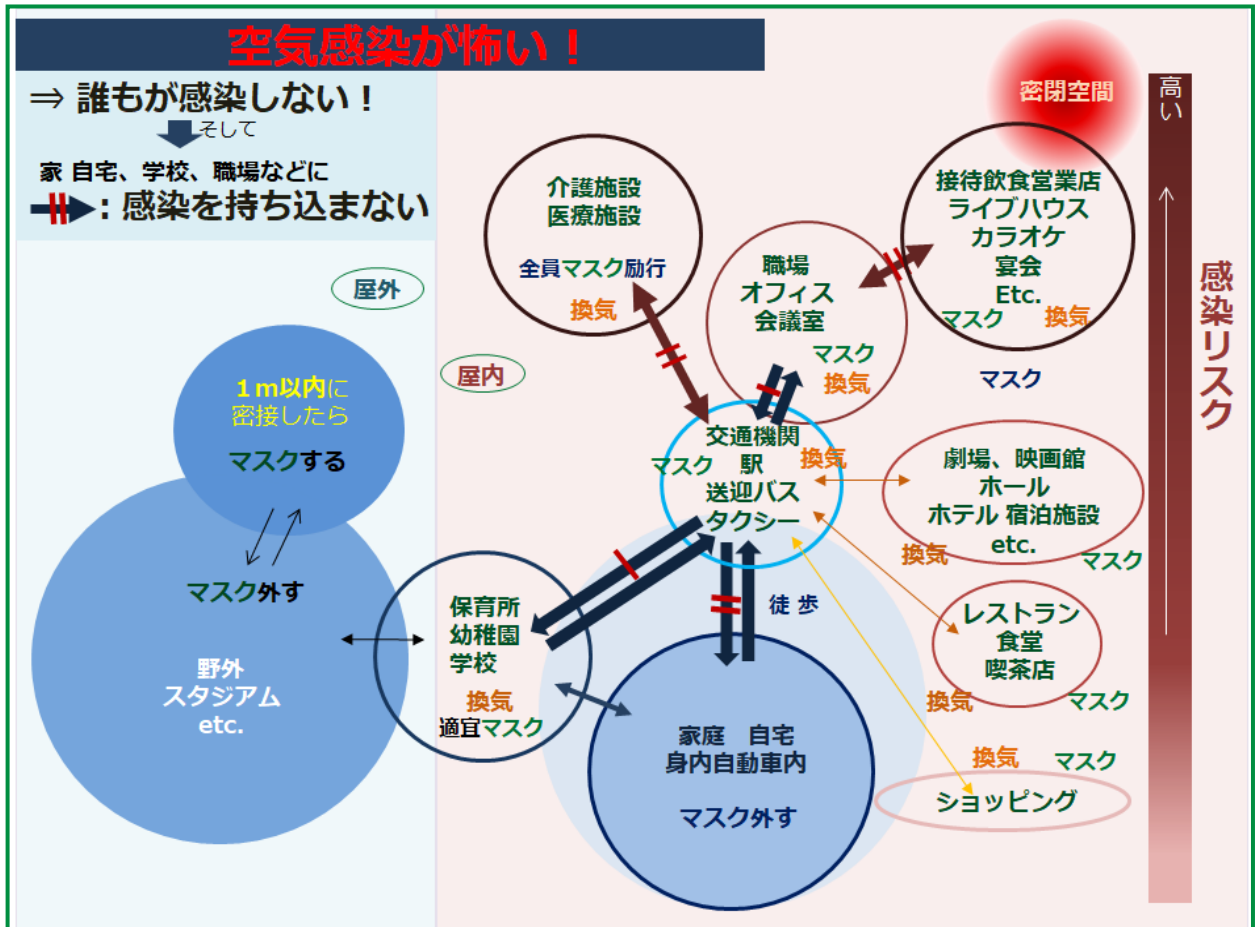 空気感染が怖い！
⇒ 誰もが感染しない！
そして
家 自宅、学校、職場などに
：感染を持ち込まない
屋外
1m以内に
密接したら
マスクする
マスク外す
野外
スタジアム
etc.
屋内
介護施設
医療施設
全員マスク励行
換気
職場
オフィス
会議室
マスク
換気
密閉空間
接待飲食営業店
ライブハウス
カラオケ
宴会
Etc.
マスク 換気
マスク
高い
感染リスク
交通機関
マスク 駅 換気
送迎バス
タクシー
劇場、映画館
ホール
ホテル 宿泊施設
etc.
換気 マスク
保育所
幼稚園
学校
換気
適宜マスク
徒 歩
レストラン
食堂
喫茶店
換気 マスク
家庭 自宅
身内自動車内
マスク外す
換気 マスク
ショッピング